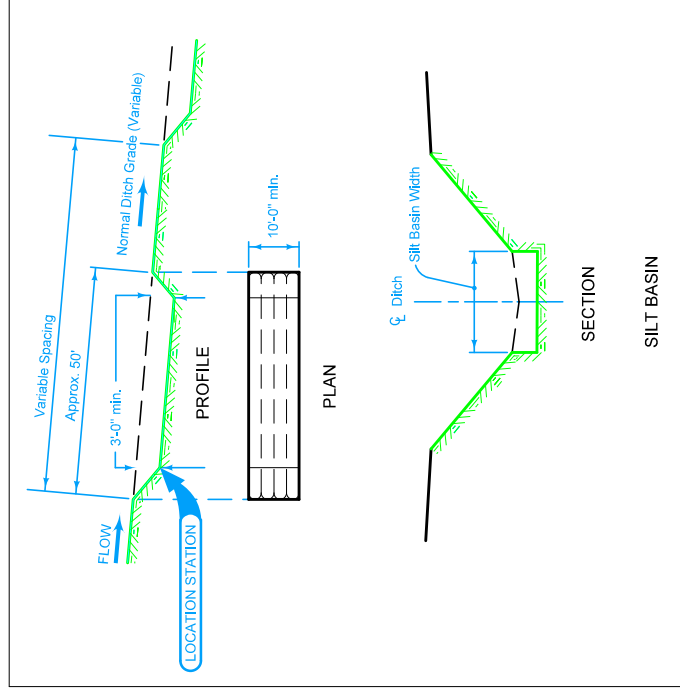 Variable Spacing
Approx. 50'
3'-0" min.
Normal Ditch Grade (Variable)
FLOW
LOCATION STATION
PROFILE
10'-0" min.
PLAN
℄ Ditch
Silt Basin Width
SECTION
SILT BASIN